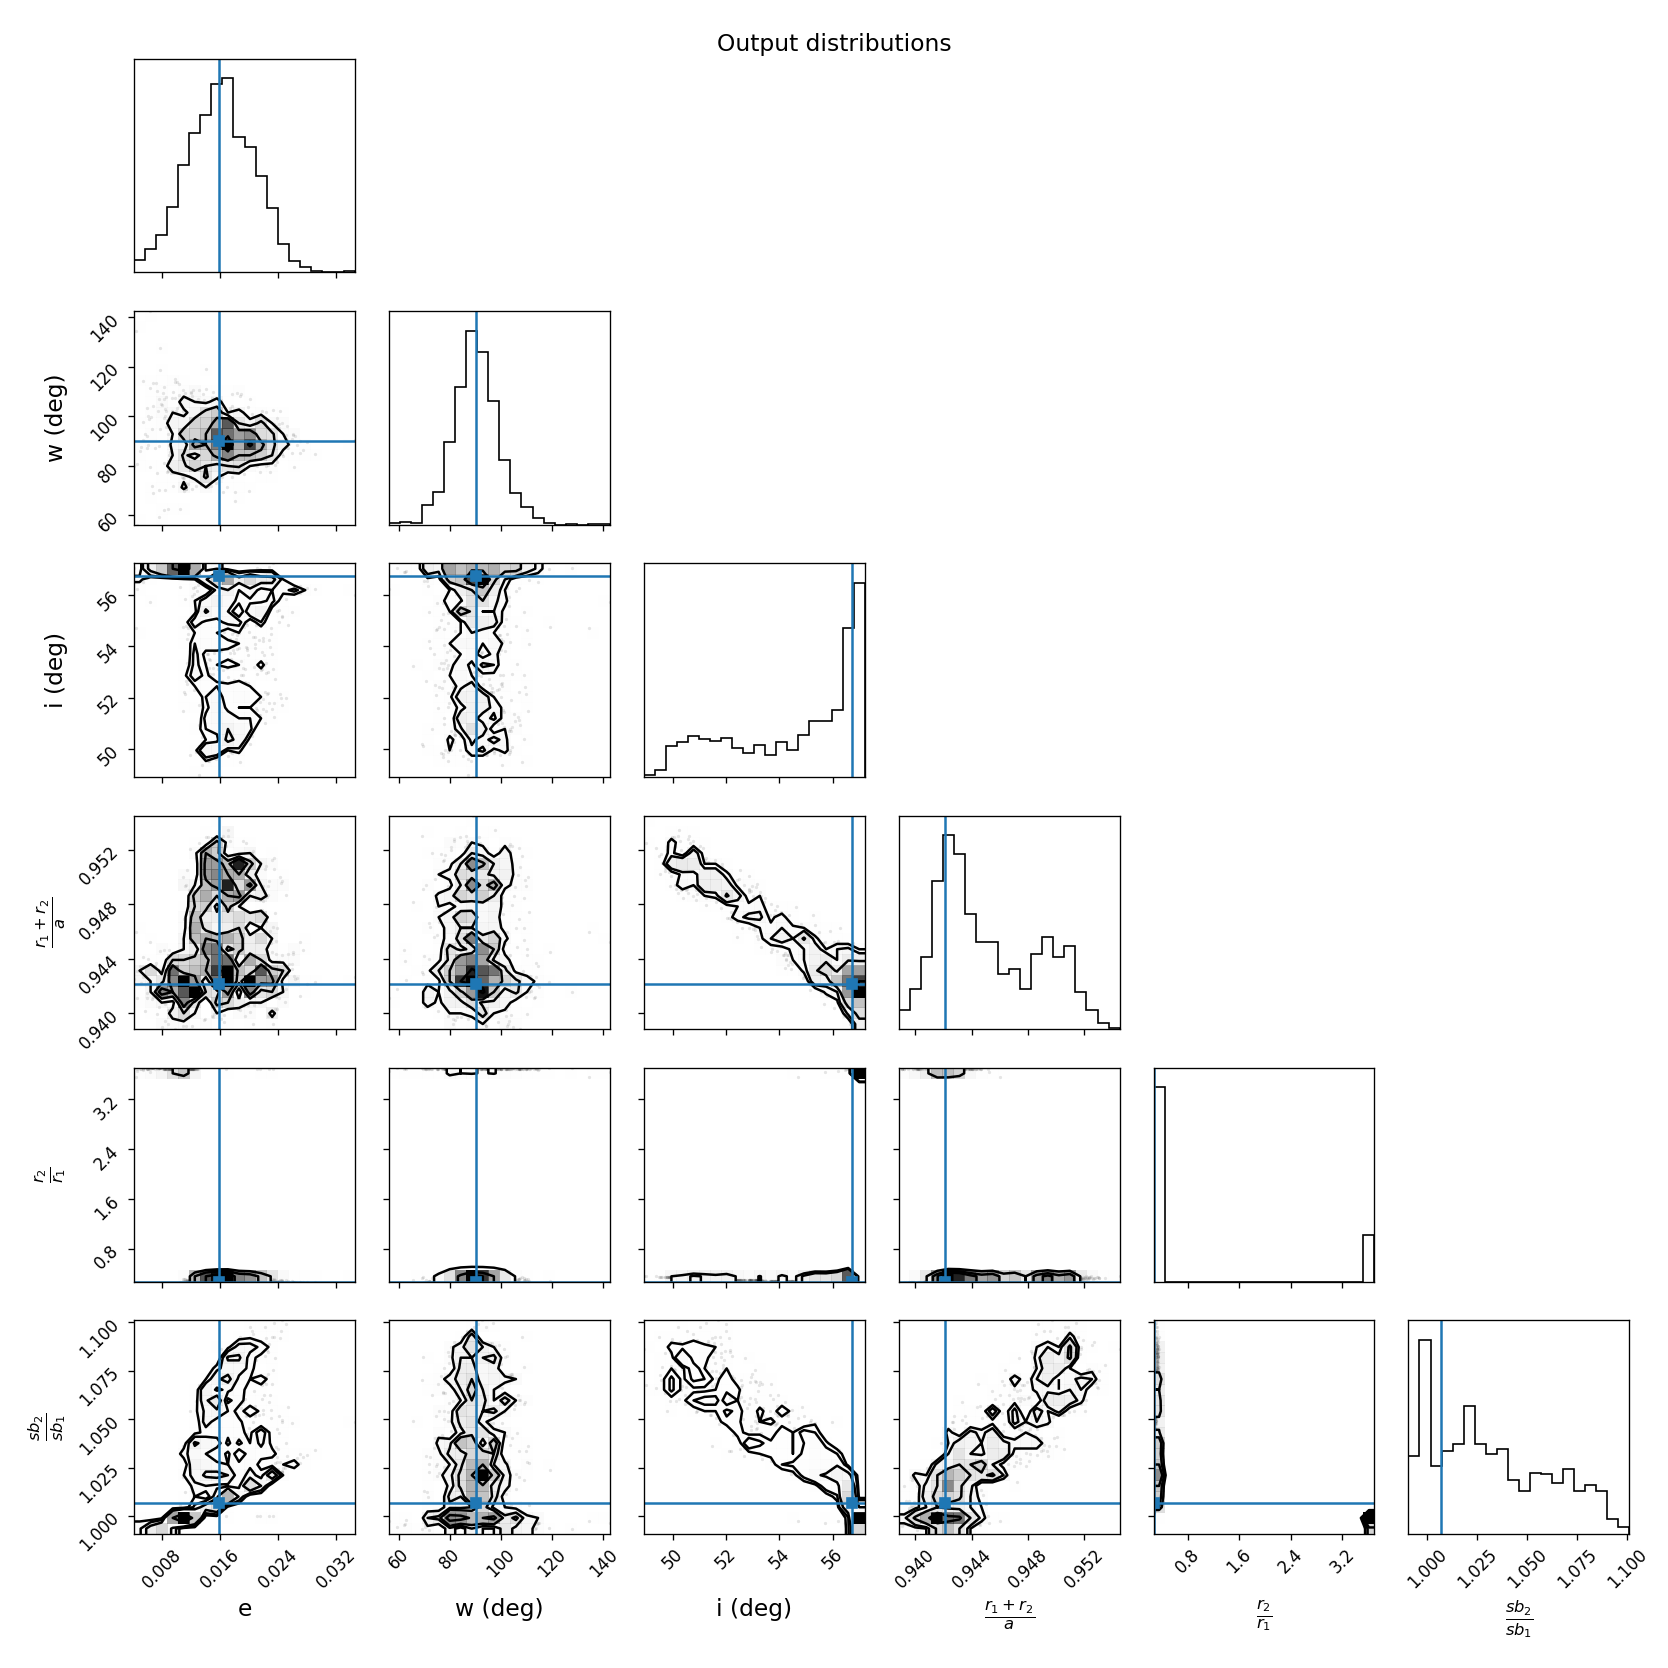 Output distributions
w (deg)
140
120
100
80
60
i (deg)
56
54
52
50
r₁ + r₂
a
0.952
0.948
0.944
0.940
r₂
r₁
3.2
2.4
1.6
0.8
sb₂
sb₁
1.100
1.075
1.050
1.025
1.000
0.008 0.016 0.024 0.032
60 80 100 120 140
50 52 54 56
0.940 0.944 0.948 0.952
0.8 1.6 2.4 3.2
1.000 1.025 1.050 1.075 1.100
e
w (deg)
i (deg)
r₁ + r₂
a
r₂
r₁
sb₂
sb₁